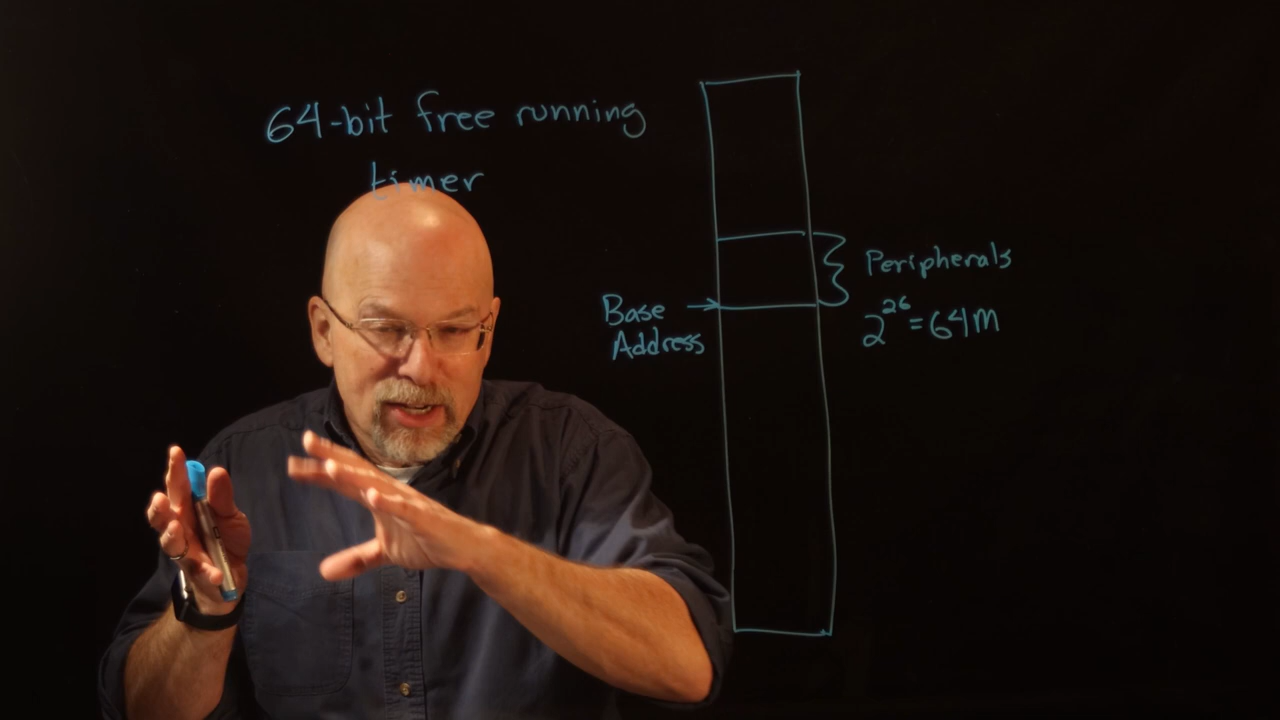 64-bit free running
timer
Base
Address
Peripherals
2²⁶=64M